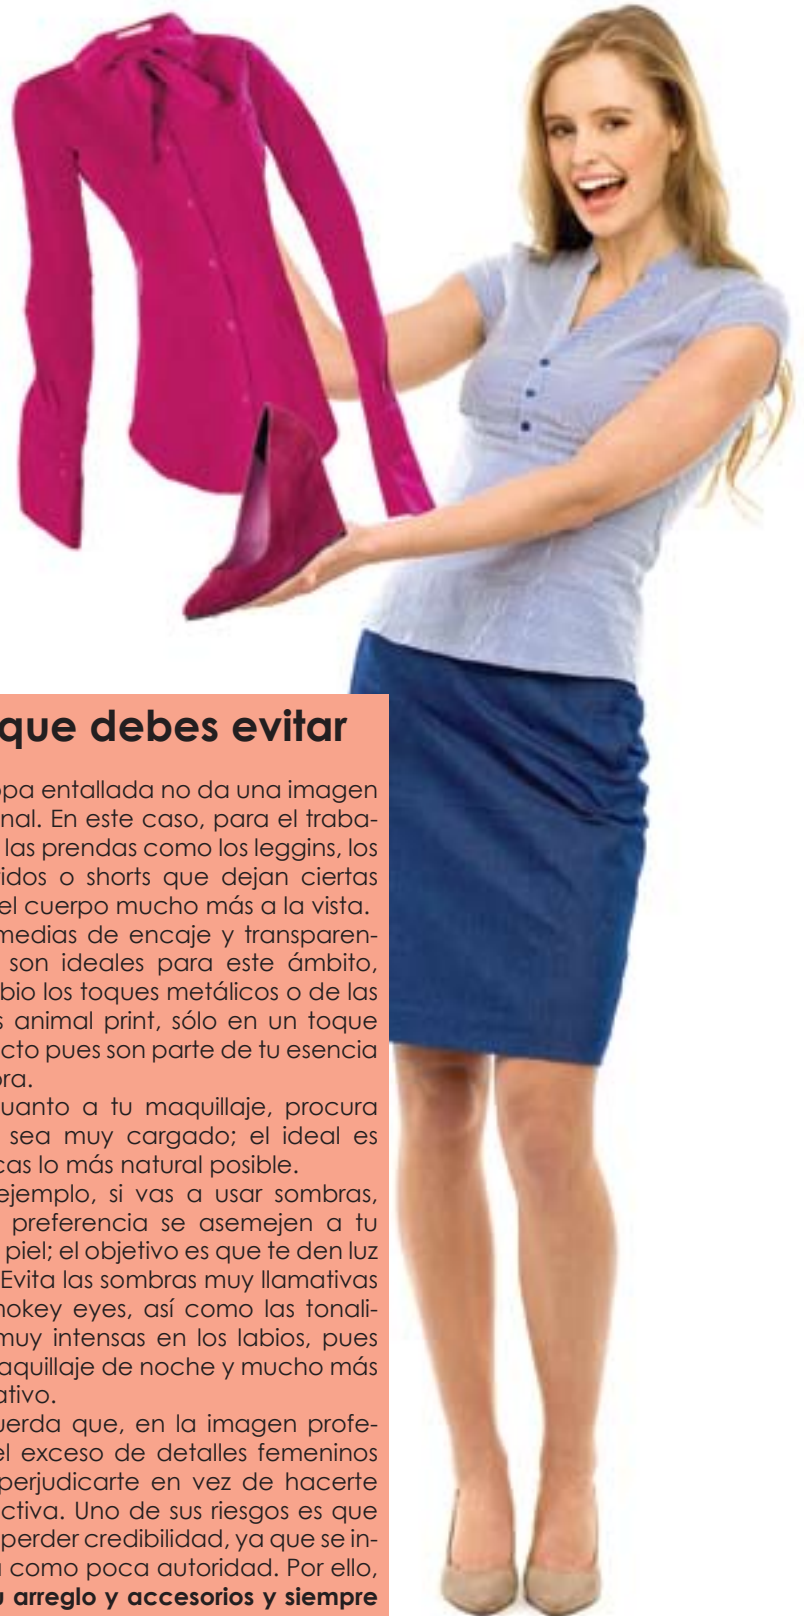 que debes evitar
opa entallada no da una imagen
nal. En este caso, para el traba-
las prendas como los leggins, los
idos o shorts que dejan ciertas
el cuerpo mucho más a la vista.
medias de encaje y transparen-
son ideales para este ámbito,
bio los toques metálicos o de las
s animal print, sólo en un toque
cto pues son parte de tu esencia
ora.
uanto a tu maquillaje, procura
sea muy cargado; el ideal es
cas lo más natural posible.
ejemplo, si vas a usar sombras,
preferencia se asemejen a tu
piel; el objetivo es que te den luz
Evita las sombras muy llamativas
mokey eyes, así como las tonali-
muy intensas en los labios, pues
aquillaje de noche y mucho más
ativo.
uerda que, en la imagen profe-
el exceso de detalles femeninos
perjudicarte en vez de hacerte
ctiva. Uno de sus riesgos es que
perder credibilidad, ya que se in-
a como poca autoridad. Por ello,
u arreglo y accesorios y siempre